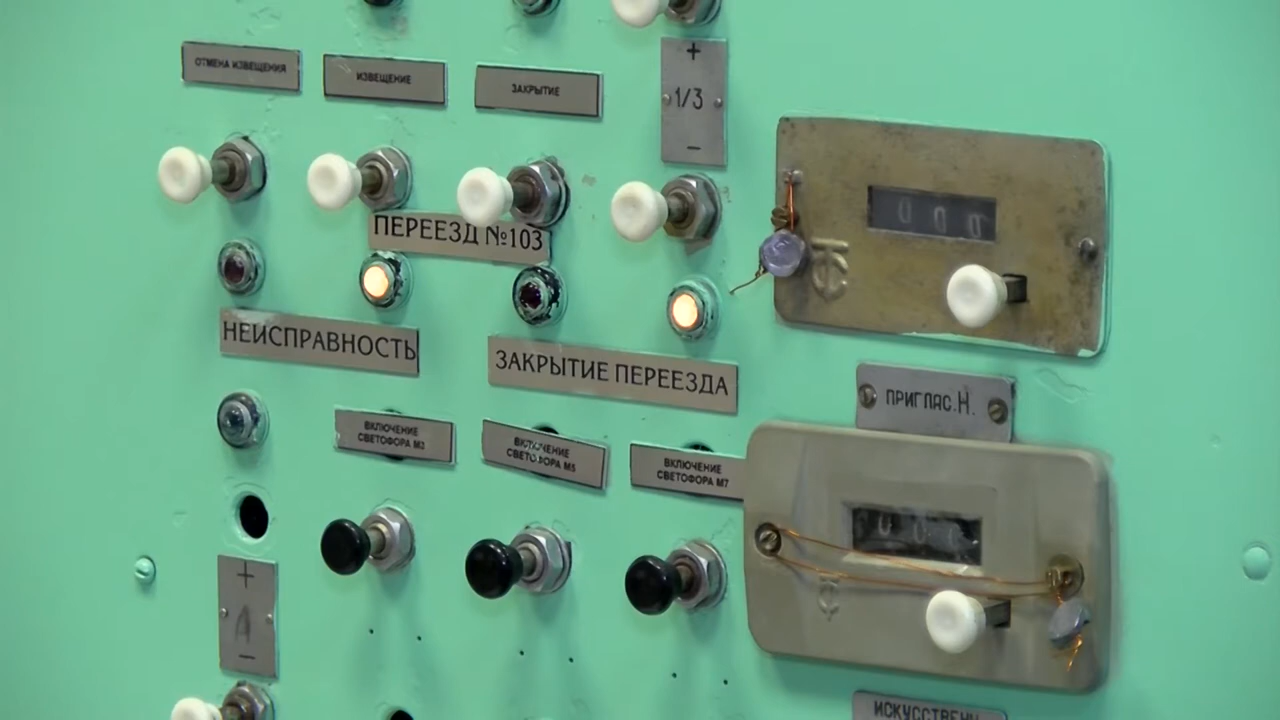 ОТМЕНА ИЗВЕЩЕНИЯ
ИЗВЕЩЕНИЕ
ЗАКРЫТИЕ
+
1/3
−
ПЕРЕЕЗД №103
000
НЕИСПРАВНОСТЬ
ЗАКРЫТИЕ ПЕРЕЕЗДА
ПРИГЛАС.Н.
ВКЛЮЧЕНИЕ
СВЕТОФОРА М3
ВКЛЮЧЕНИЕ
СВЕТОФОРА М5
ВКЛЮЧЕНИЕ
СВЕТОФОРА М7
+
А
−
ИСКУССТВЕНН